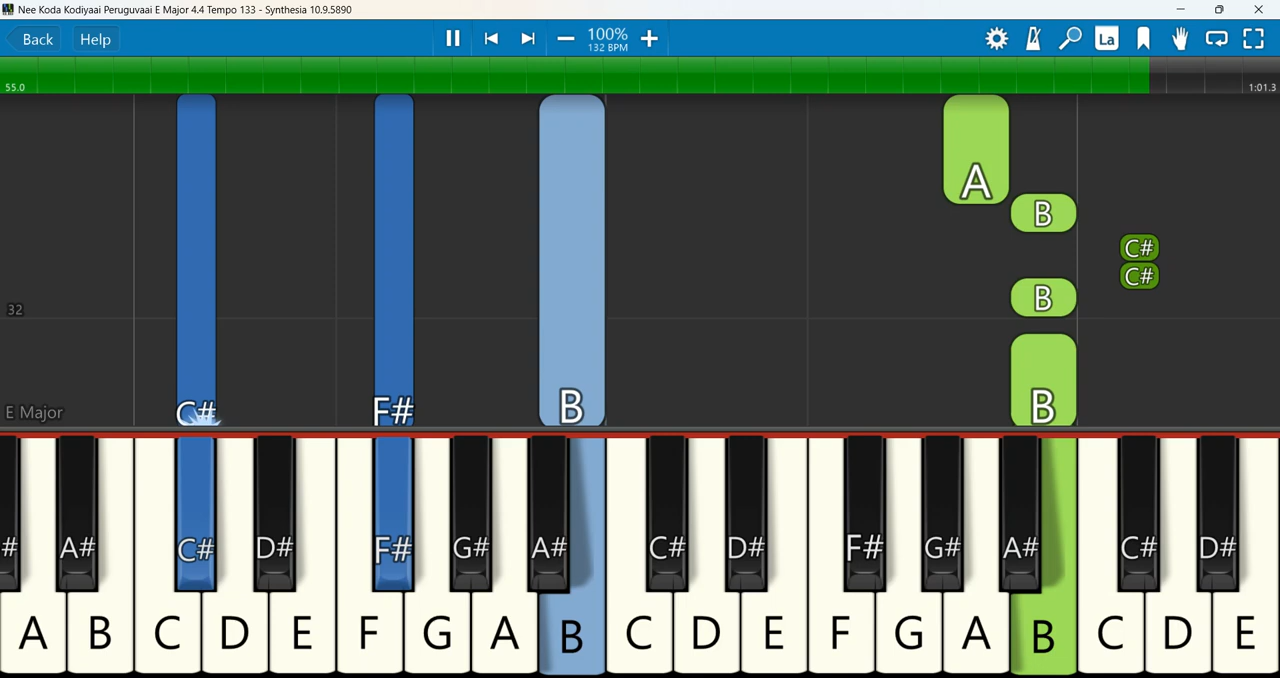 Nee Koda Kodiyaai Peruguvaai E Major 4.4 Tempo 133 - Synthesia 10.9.5890
Back Help 100% La
132 BPM
55.0 1:01.3
A
B
C#
C#
B
32
E Major C# F# B B
# A# C# D# F# G# A# C# D# F# G# A# C# D#
A B C D E F G A B C D E F G A B C D E